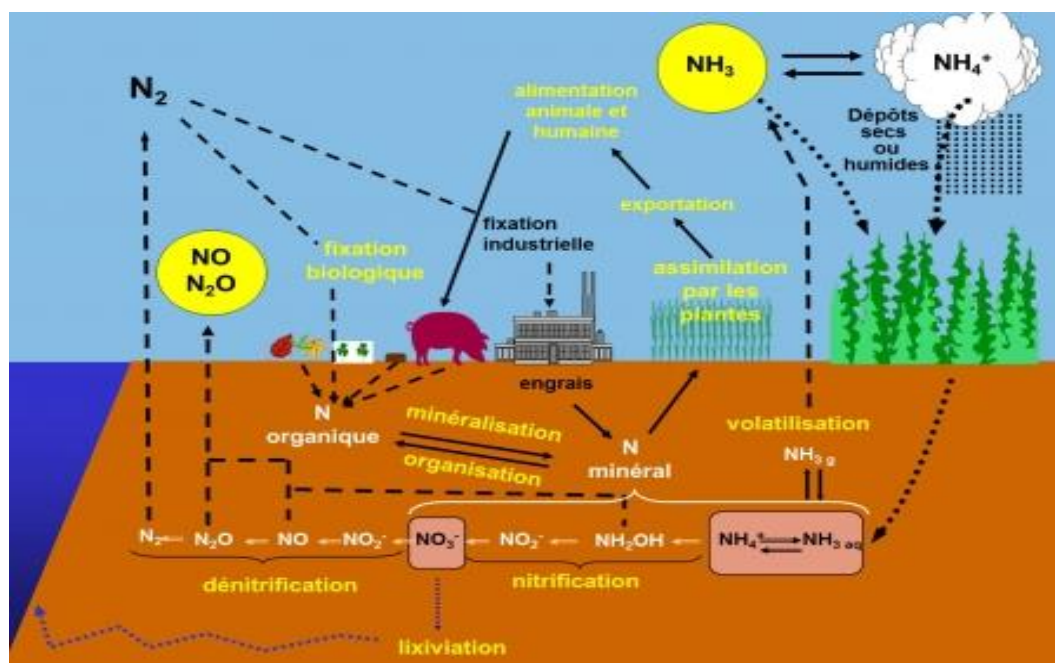 N₂
NH₃
NH₄⁺
alimentation
animale et
humaine
Dépôts
secs
ou
humides
exportation
fixation
industrielle
fixation
biologique
NO
N₂O
assimilation
par les
plantes
engrais
N
organique
minéralisation
organisation
N
minéral
volatilisation
NH₃ g
N₂
N₂O
NO
NO₂⁻
NO₃⁻
NO₂⁻
NH₂OH
NH₄⁺
NH₃ aq
dénitrification
nitrification
lixiviation